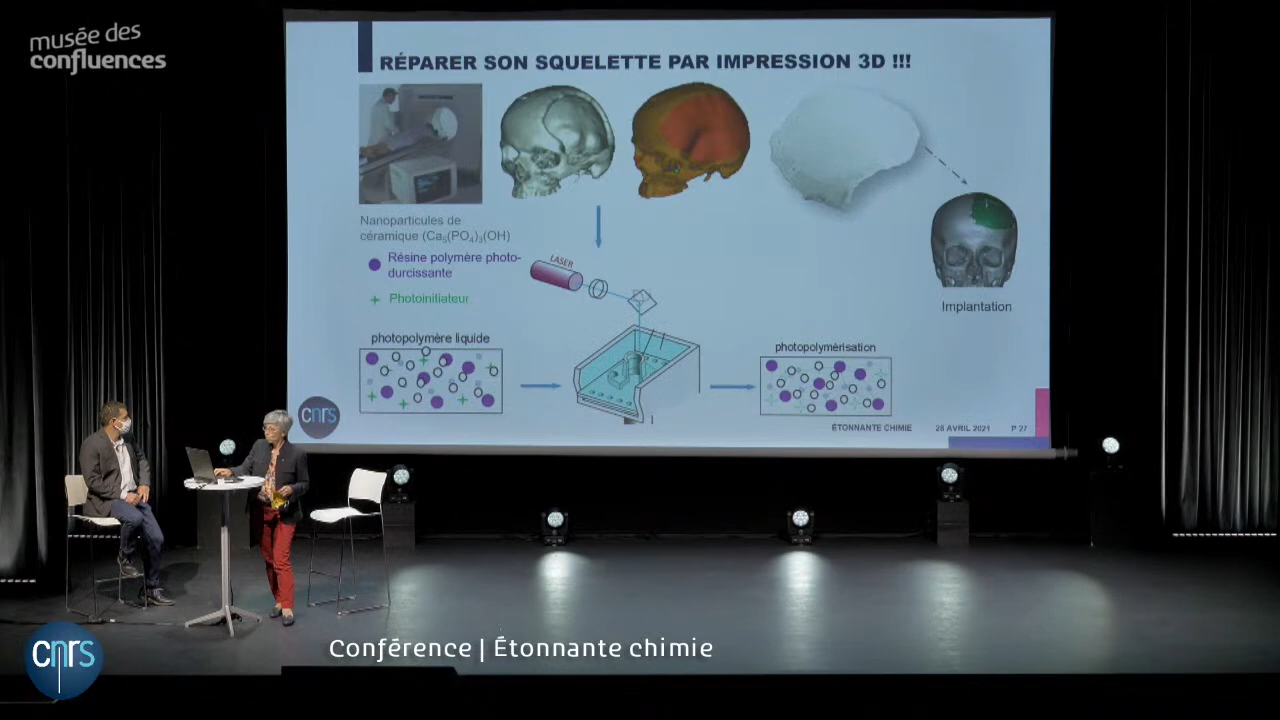 musée des
confluences
RÉPARER SON SQUELETTE PAR IMPRESSION 3D !!!
Nanoparticules de
céramique (Ca₅(PO₄)₃(OH)
Résine polymère photo-
durcissante
Photoinitiateur
LASER
Implantation
photopolymère liquide
photopolymérisation
cnrs
ÉTONNANTE CHIMIE 28 AVRIL 2021 P 27
cnrs
Conférence | Étonnante chimie